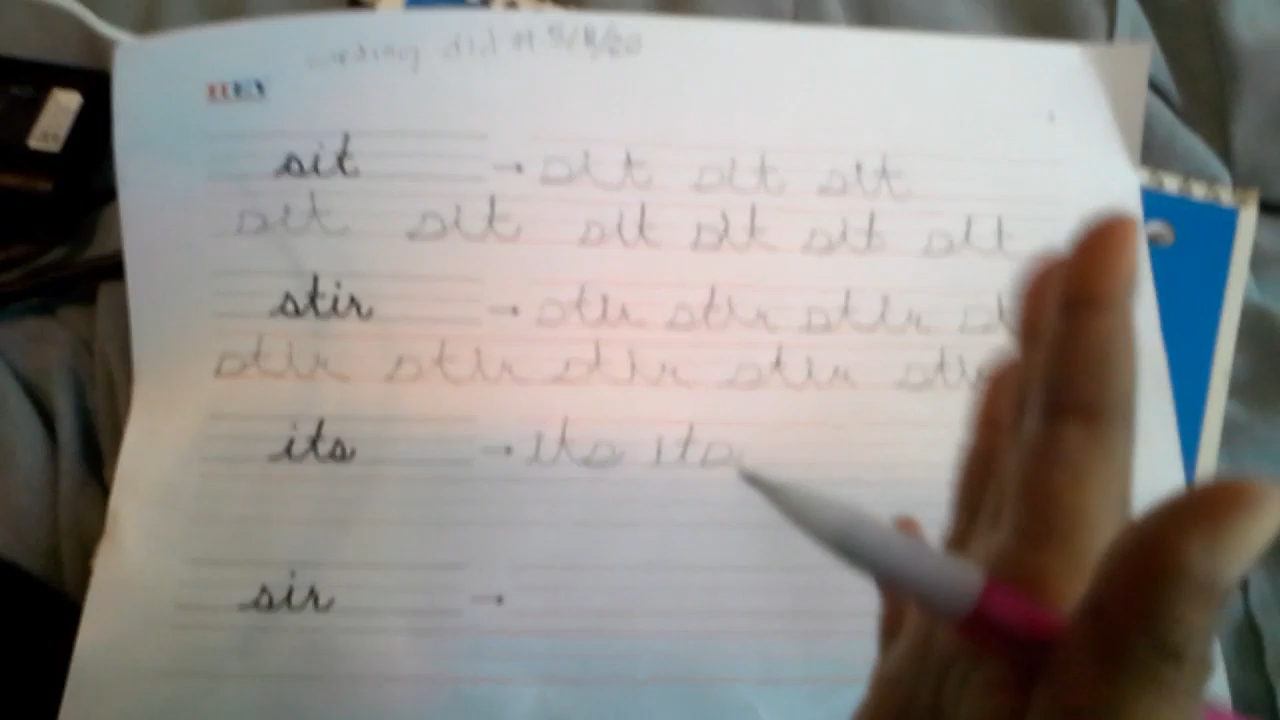 sit → sit sit sit
sit sit sit sit sit sit
stir → stir stir stir
stir stir stir stir
its → its its
sir →